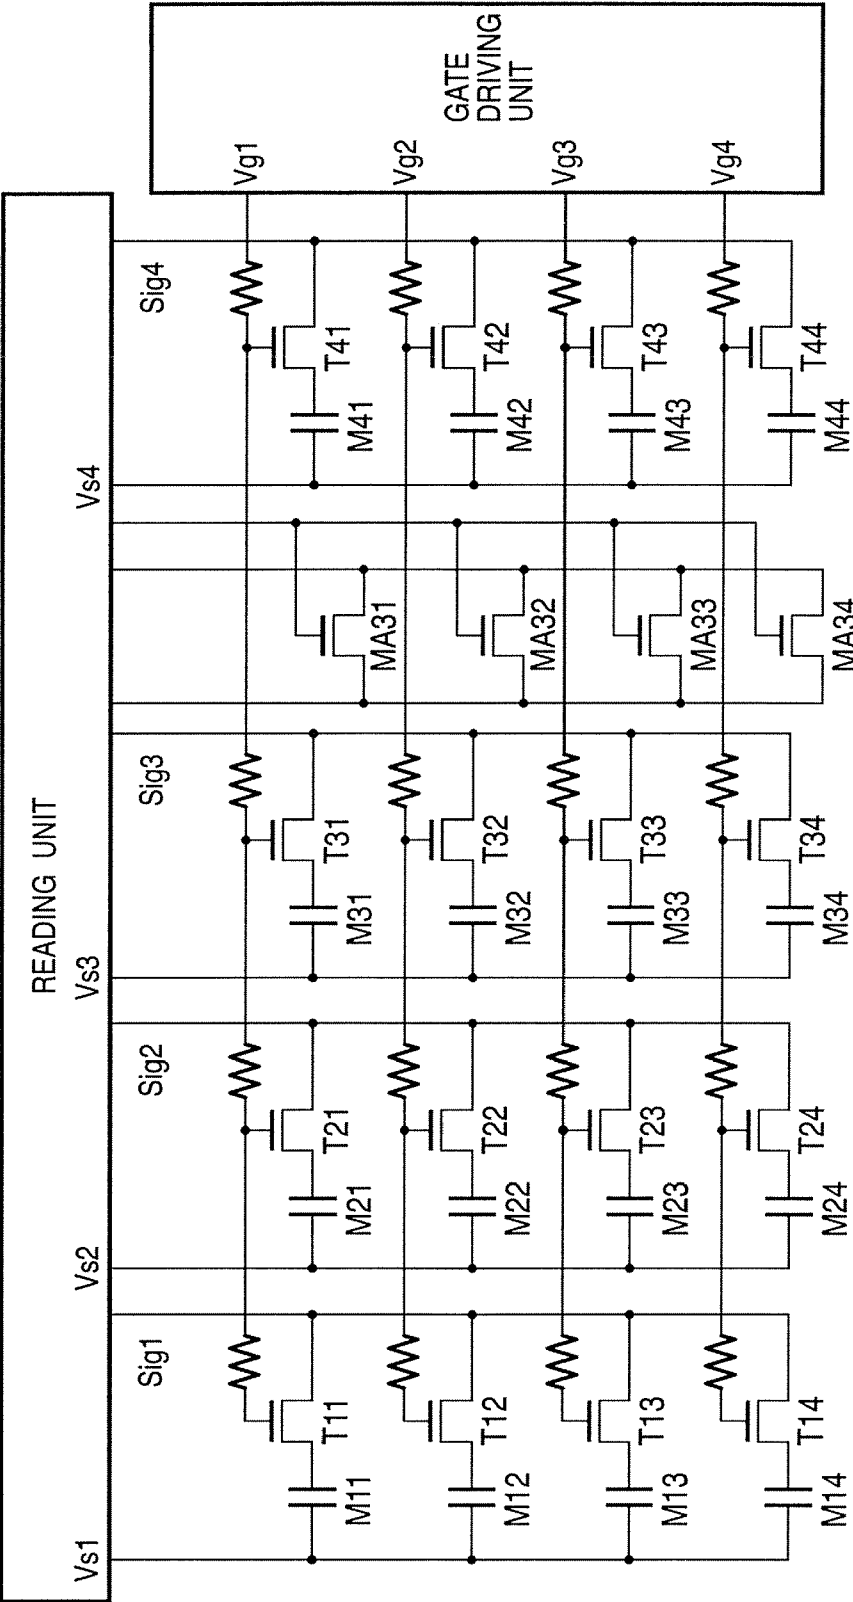 READING UNIT
Vs1
Vs2
Vs3
Vs4
Sig1
Sig2
Sig3
Sig4
GATE
DRIVING
UNIT
Vg1
Vg2
Vg3
Vg4
T11
T21
T31
T41
M11
M21
M31
MA31
M41
T12
T22
T32
T42
M12
M22
M32
MA32
M42
T13
T23
T33
T43
M13
M23
M33
MA33
M43
T14
T24
T34
T44
M14
M24
M34
MA34
M44